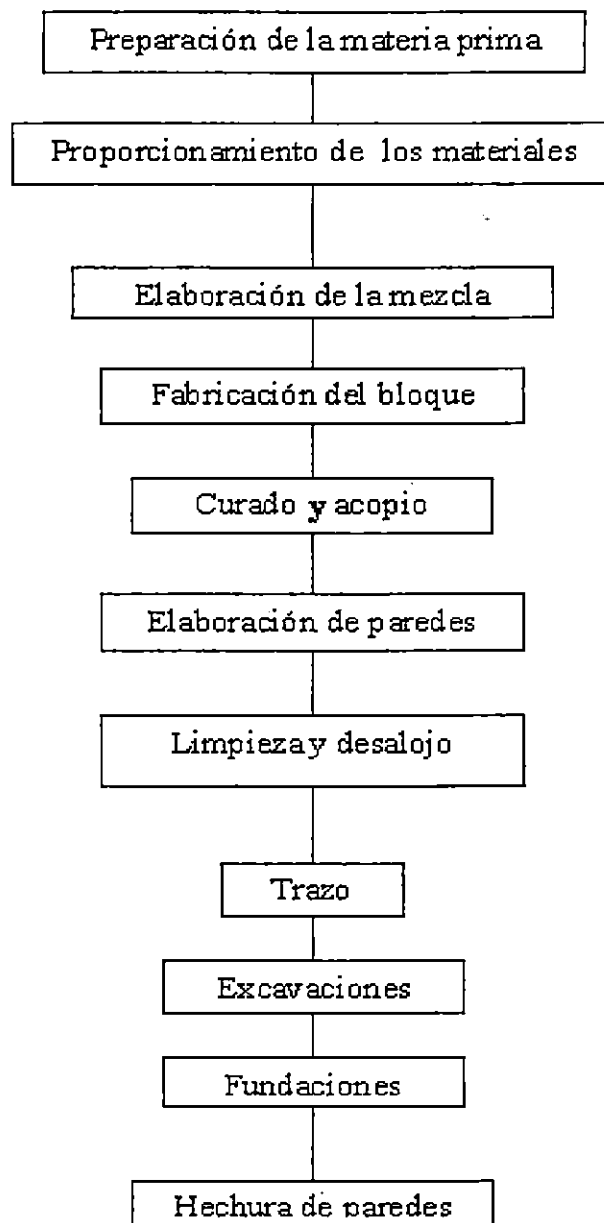 Preparación de la materia prima
Proporcionamiento de los materiales
Elaboración de la mezcla
Fabricación del bloque
Curado y acopio
Elaboración de paredes
Limpieza y desalojo
Trazo
Excavaciones
Fundaciones
Hechura de paredes